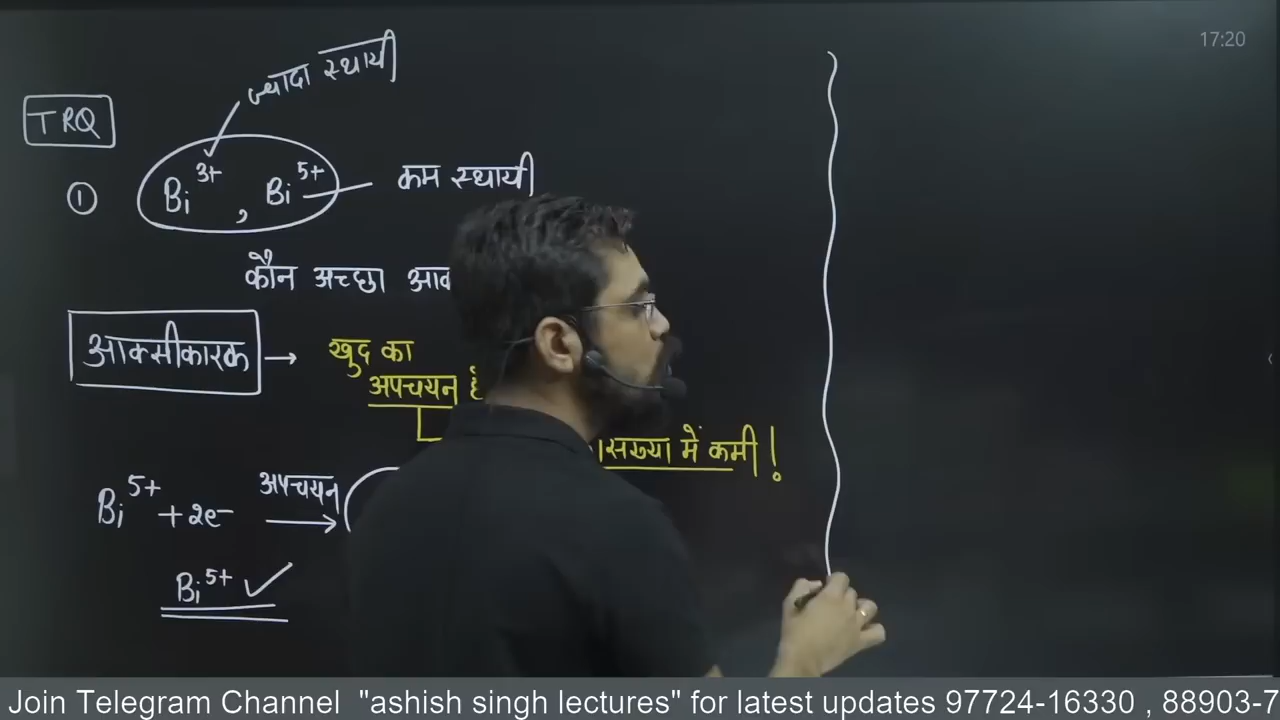 17:20
ज्यादा स्थायी
TRQ
① Bi³⁺, Bi⁵⁺ — कम स्थायी
कौन अच्छा
आक्सीकारक → खुद का
अपचयन
में कमी!
Bi⁵⁺ + 2e⁻ अपचयन →
Bi⁵⁺ ✓
Join Telegram Channel "ashish singh lectures" for latest updates 97724-16330 , 88903-7